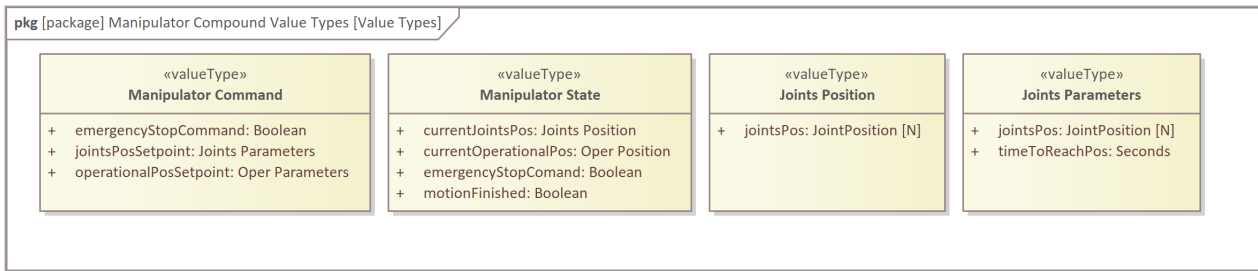 pkg [package] Manipulator Compound Value Types [Value Types]
«valueType»
Manipulator Command
+ emergencyStopCommand: Boolean
+ jointsPosSetpoint: Joints Parameters
+ operationalPosSetpoint: Oper Parameters
«valueType»
Manipulator State
+ currentJointsPos: Joints Position
+ currentOperationalPos: Oper Position
+ emergencyStopComand: Boolean
+ motionFinished: Boolean
«valueType»
Joints Position
+ jointsPos: JointPosition [N]
«valueType»
Joints Parameters
+ jointsPos: JointPosition [N]
+ timeToReachPos: Seconds